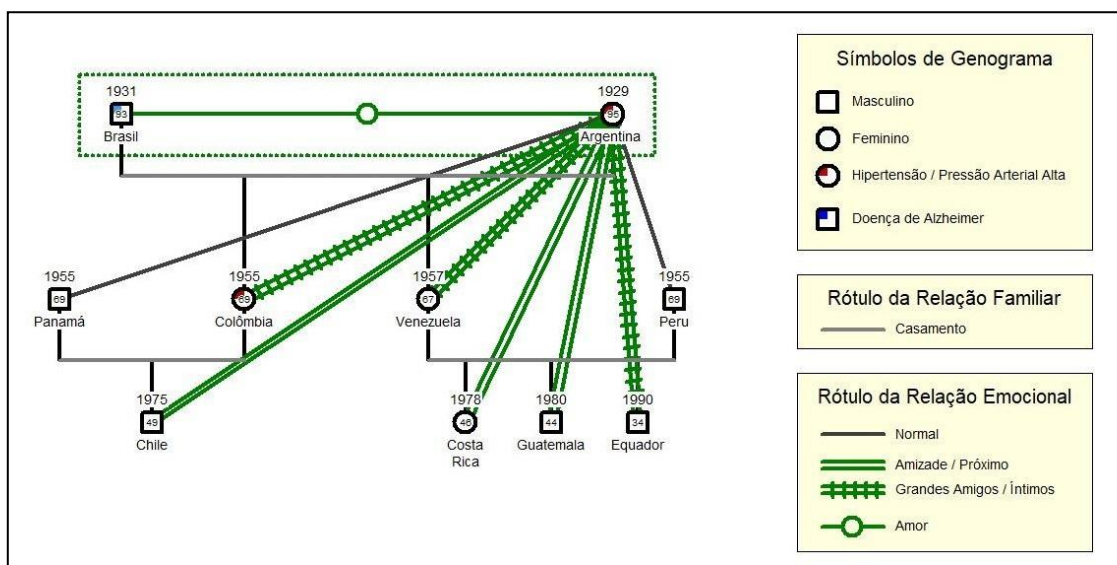 1931
1929
93
95
Brasil
Argentina
1955
1955
1957
1955
69
69
67
69
Panamá
Colômbia
Venezuela
Peru
1975
1978
1980
1990
49
46
44
34
Chile
Costa
Rica
Guatemala
Equador
Símbolos de Genograma
Masculino
Feminino
Hipertensão / Pressão Arterial Alta
Doença de Alzheimer
Rótulo da Relação Familiar
Casamento
Rótulo da Relação Emocional
Normal
Amizade / Próximo
Grandes Amigos / Íntimos
Amor